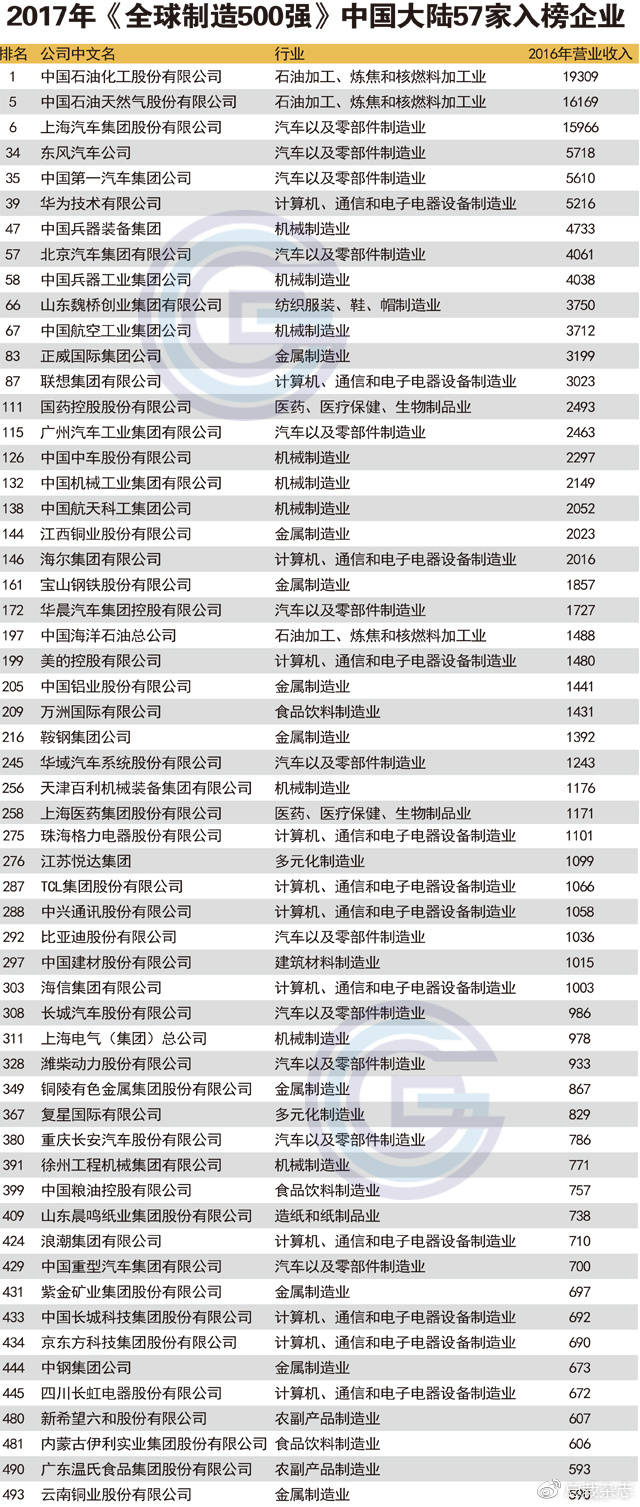 2017年《全球制造500强》中国大陆57家入榜企业
排名 公司中文名 行业 2016年营业收入
1 中国石油化工股份有限公司 石油加工、炼焦和核燃料加工业 19309
5 中国石油天然气股份有限公司 石油加工、炼焦和核燃料加工业 16169
6 上海汽车集团股份有限公司 汽车以及零部件制造业 15966
34 东风汽车公司 汽车以及零部件制造业 5718
35 中国第一汽车集团公司 汽车以及零部件制造业 5610
39 华为技术有限公司 计算机、通信和电子电器设备制造业 5216
47 中国兵器装备集团 机械制造业 4733
57 北京汽车集团有限公司 汽车以及零部件制造业 4061
58 中国兵器工业集团公司 机械制造业 4038
66 山东魏桥创业集团有限公司 纺织服装、鞋、帽制造业 3750
67 中国航空工业集团公司 机械制造业 3712
83 正威国际集团公司 金属制造业 3199
87 联想集团有限公司 计算机、通信和电子电器设备制造业 3023
111 国药控股股份有限公司 医药、医疗保健、生物制品业 2493
115 广州汽车工业集团有限公司 汽车以及零部件制造业 2463
126 中国中车股份有限公司 机械制造业 2297
132 中国机械工业集团有限公司 机械制造业 2149
138 中国航天科工集团公司 机械制造业 2052
144 江西铜业股份有限公司 金属制造业 2023
146 海尔集团有限公司 计算机、通信和电子电器设备制造业 2016
161 宝山钢铁股份有限公司 金属制造业 1857
172 华晨汽车集团控股有限公司 汽车以及零部件制造业 1727
197 中国海洋石油总公司 石油加工、炼焦和核燃料加工业 1488
199 美的控股有限公司 计算机、通信和电子电器设备制造业 1480
205 中国铝业股份有限公司 金属制造业 1441
209 万洲国际有限公司 食品饮料制造业 1431
216 鞍钢集团公司 金属制造业 1392
245 华域汽车系统股份有限公司 汽车以及零部件制造业 1243
256 天津百利机械装备集团有限公司 机械制造业 1176
258 上海医药集团股份有限公司 医药、医疗保健、生物制品业 1171
275 珠海格力电器股份有限公司 计算机、通信和电子电器设备制造业 1101
276 江苏悦达集团 多元化制造业 1099
287 TCL集团股份有限公司 计算机、通信和电子电器设备制造业 1066
288 中兴通讯股份有限公司 计算机、通信和电子电器设备制造业 1058
292 比亚迪股份有限公司 汽车以及零部件制造业 1036
297 中国建材股份有限公司 建筑材料制造业 1015
303 海信集团有限公司 计算机、通信和电子电器设备制造业 1003
308 长城汽车股份有限公司 汽车以及零部件制造业 986
311 上海电气（集团）总公司 机械制造业 978
328 潍柴动力股份有限公司 汽车以及零部件制造业 933
349 铜陵有色金属集团股份有限公司 金属制造业 867
367 复星国际有限公司 多元化制造业 829
380 重庆长安汽车股份有限公司 汽车以及零部件制造业 786
391 徐州工程机械集团有限公司 机械制造业 771
399 中国粮油控股有限公司 食品饮料制造业 757
409 山东晨鸣纸业集团股份有限公司 造纸和纸制品业 738
424 浪潮集团有限公司 计算机、通信和电子电器设备制造业 710
429 中国重型汽车集团有限公司 汽车以及零部件制造业 700
431 紫金矿业集团股份有限公司 金属制造业 697
433 中国长城科技集团股份有限公司 计算机、通信和电子电器设备制造业 692
434 京东方科技集团股份有限公司 计算机、通信和电子电器设备制造业 690
444 中钢集团公司 金属制造业 673
445 四川长虹电器股份有限公司 计算机、通信和电子电器设备制造业 672
480 新希望六和股份有限公司 农副产品制造业 607
481 内蒙古伊利实业集团股份有限公司 食品饮料制造业 606
490 广东温氏食品集团股份有限公司 农副产品制造业 593
493 云南铜业股份有限公司 金属制造业